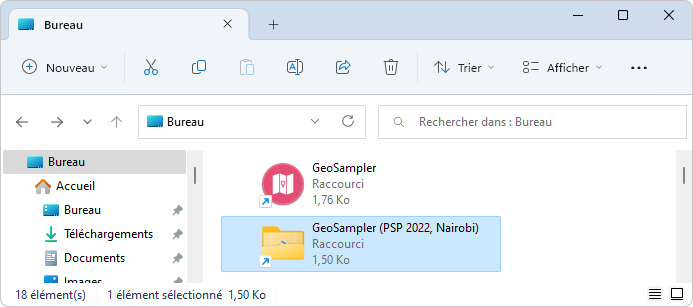 Bureau
Nouveau
Trier
Afficher
Bureau
Rechercher dans : Bureau
Bureau
Accueil
Bureau
Téléchargements
Documents
Images
GeoSampler
Raccourci
1,76 Ko
GeoSampler (PSP 2022, Nairobi)
Raccourci
1,50 Ko
18 élément(s) 1 élément sélectionné 1,50 Ko